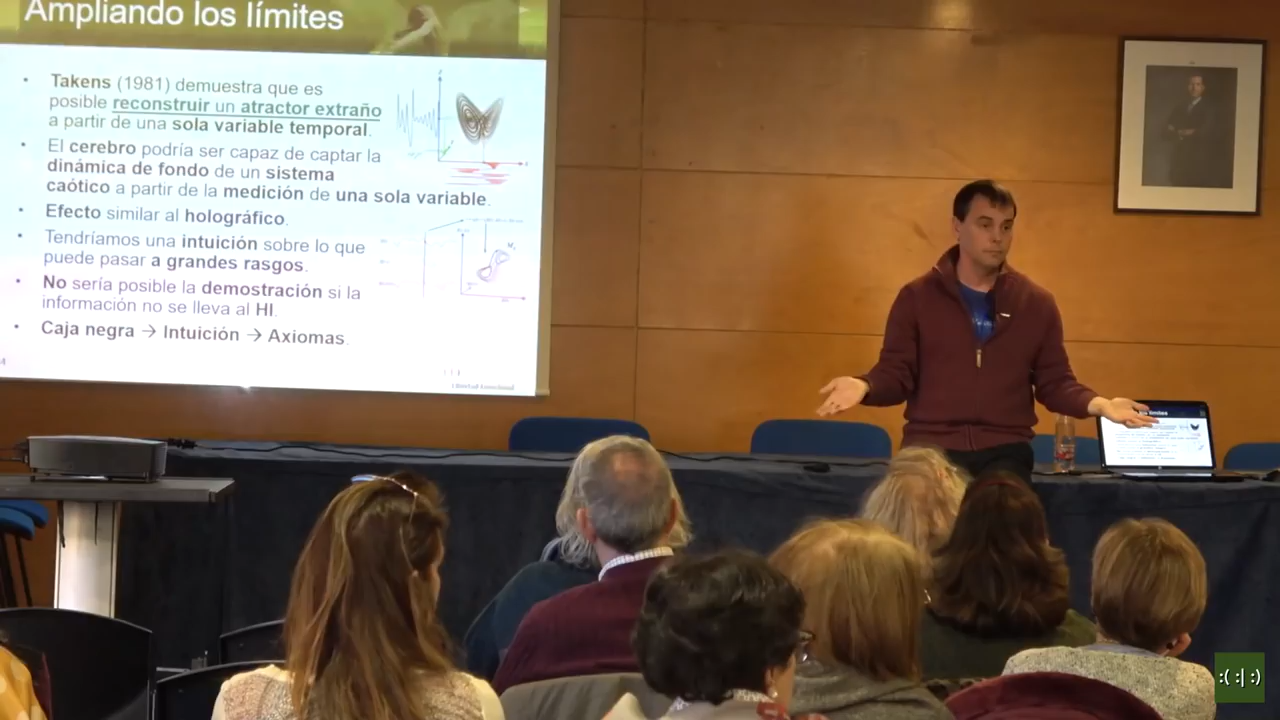 Ampliando los límites
• Takens (1981) demuestra que es
posible reconstruir un atractor extraño
a partir de una sola variable temporal.
• El cerebro podría ser capaz de captar la
dinámica de fondo de un sistema
caótico a partir de la medición de una sola variable.
• Efecto similar al holográfico.
• Tendríamos una intuición sobre lo que
puede pasar a grandes rasgos.
• No sería posible la demostración si la
información no se lleva al HI.
• Caja negra → Intuición → Axiomas.
los límites
:( :| :)